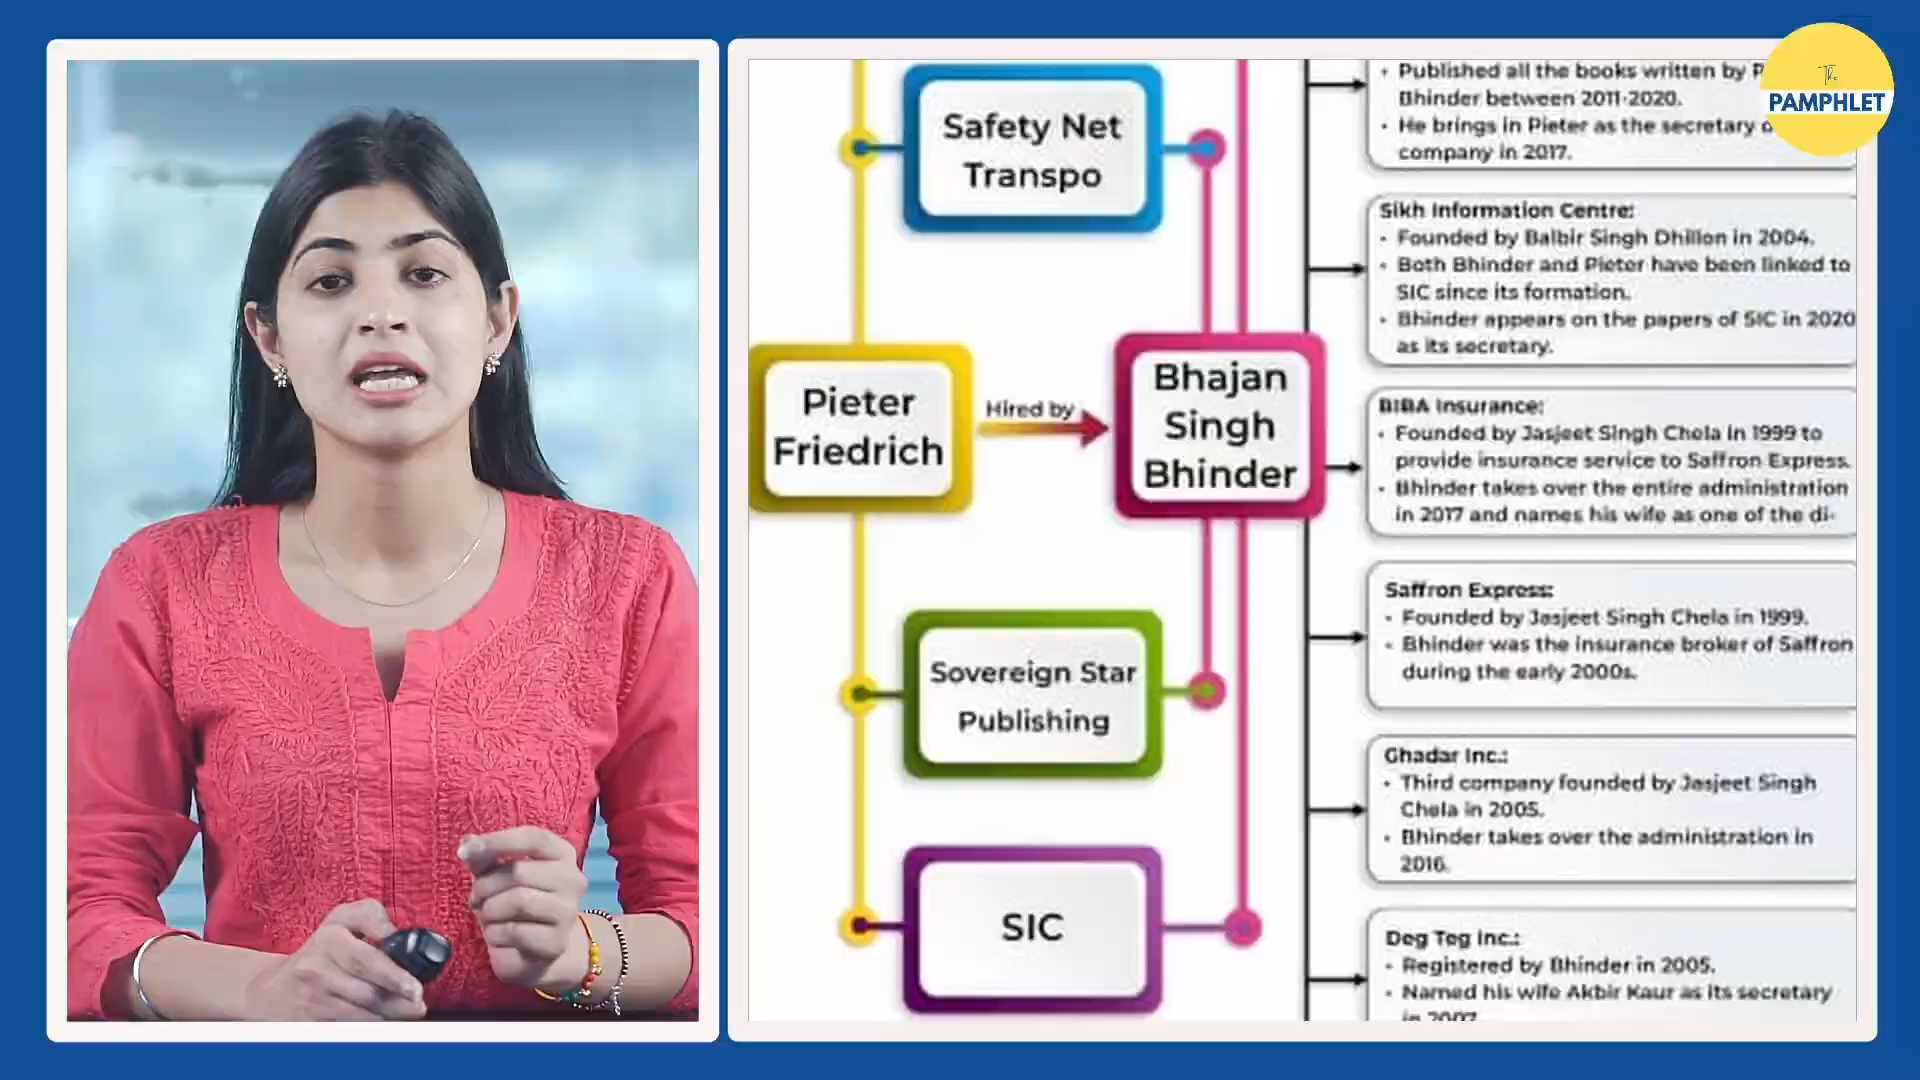 The
PAMPHLET
Safety Net
Transpo
Pieter
Friedrich
Hired by
Bhajan
Singh
Bhinder
Sovereign Star
Publishing
SIC
• Published all the books written by
Bhinder between 2011-2020.
• He brings in Pieter as the secretary
company in 2017.
Sikh Information Centre:
• Founded by Balbir Singh Dhillon in 2004.
• Both Bhinder and Pieter have been linked to
SIC since its formation.
• Bhinder appears on the papers of SIC in 2020
as its secretary.
BIBA Insurance:
• Founded by Jasjeet Singh Chela in 1999 to
provide insurance service to Saffron Express.
• Bhinder takes over the entire administration
in 2017 and names his wife as one of the di-
Saffron Express:
• Founded by Jasjeet Singh Chela in 1999.
• Bhinder was the insurance broker of Saffron
during the early 2000s.
Ghadar Inc.:
• Third company founded by Jasjeet Singh
Chela in 2005.
• Bhinder takes over the administration in
2016.
Deg Teg Inc.:
• Registered by Bhinder in 2005.
• Named his wife Akbir Kaur as its secretary
in 2007